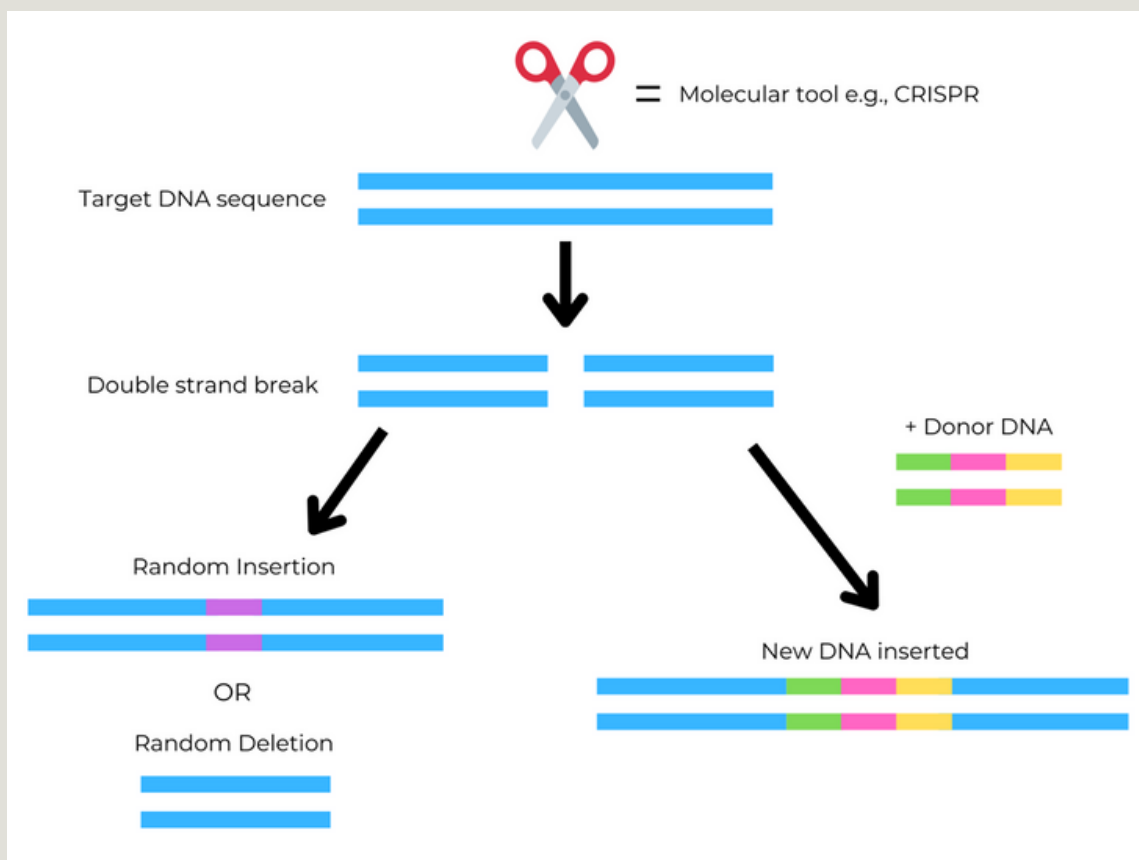 = Molecular tool e.g., CRISPR
Target DNA sequence
Double strand break
+ Donor DNA
Random Insertion
OR
Random Deletion
New DNA inserted